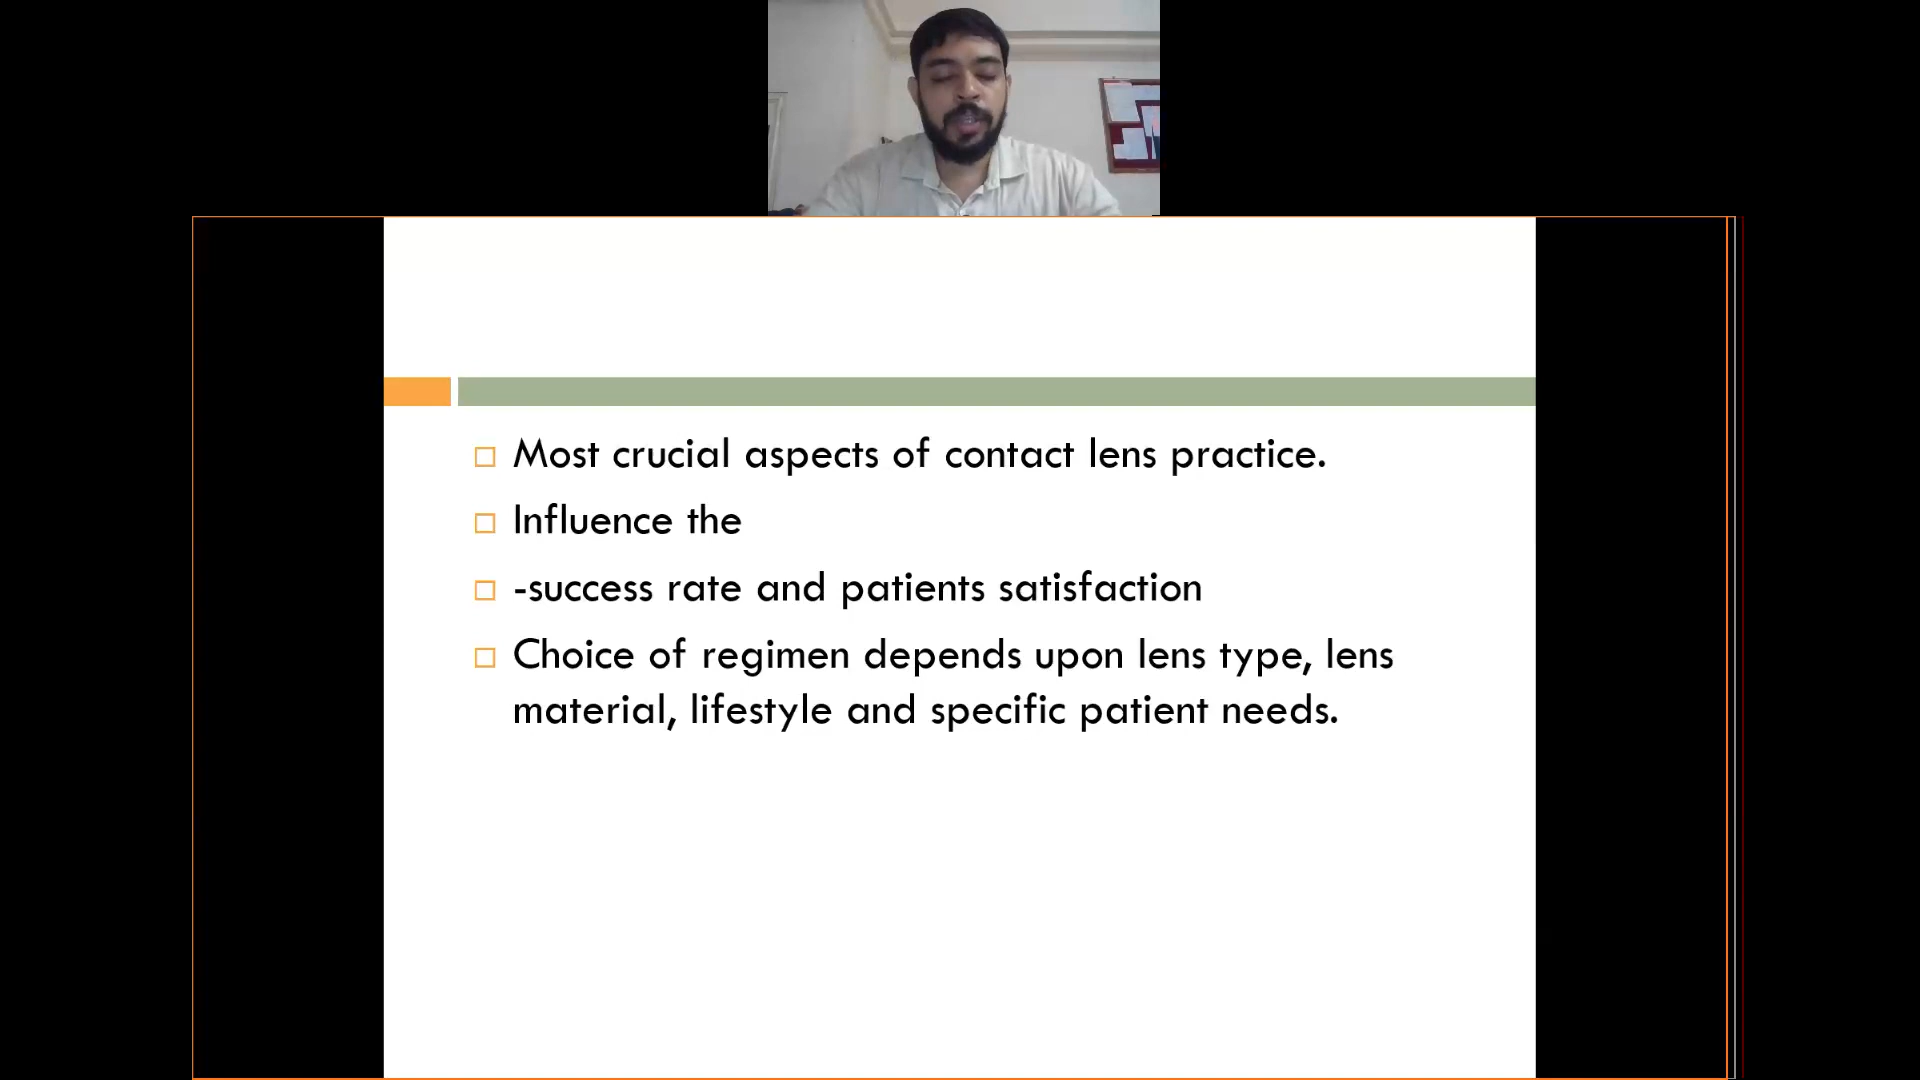 Most crucial aspects of contact lens practice.
Influence the
-success rate and patients satisfaction
Choice of regimen depends upon lens type, lens
material, lifestyle and specific patient needs.